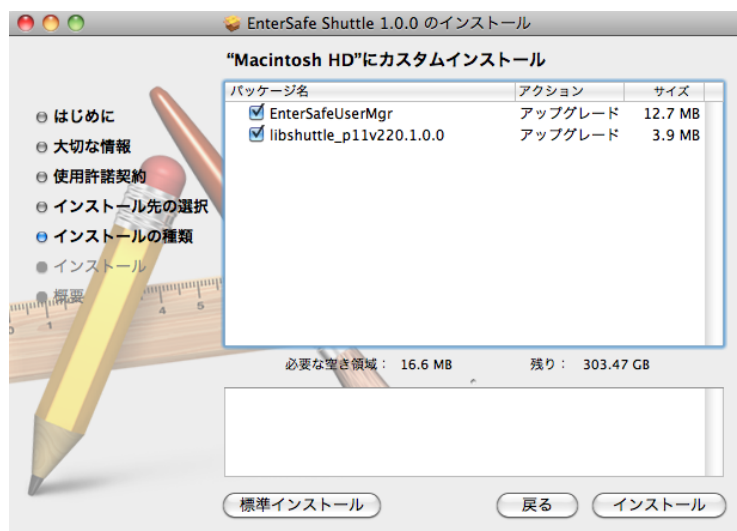 EnterSafe Shuttle 1.0.0 のインストール
“Macintosh HD”にカスタムインストール
はじめに
大切な情報
使用許諾契約
インストール先の選択
インストールの種類
インストール
概要
パッケージ名 アクション サイズ
EnterSafeUserMgr アップグレード 12.7 MB
libshuttle_p11v220.1.0.0 アップグレード 3.9 MB
必要な空き領域： 16.6 MB 残り： 303.47 GB
標準インストール 戻る インストール
0 1 4 5